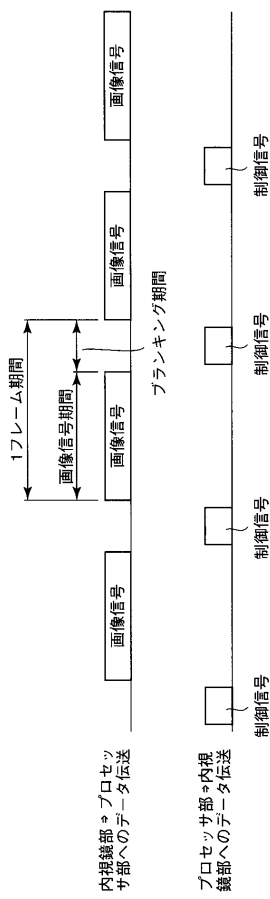 1フレーム期間
画像信号期間
ブランキング期間
内視鏡部⇒プロセッ
サ部へのデータ伝送
画像信号
画像信号
画像信号
画像信号
プロセッサ部⇒内視
鏡部へのデータ伝送
制御信号
制御信号
制御信号
制御信号